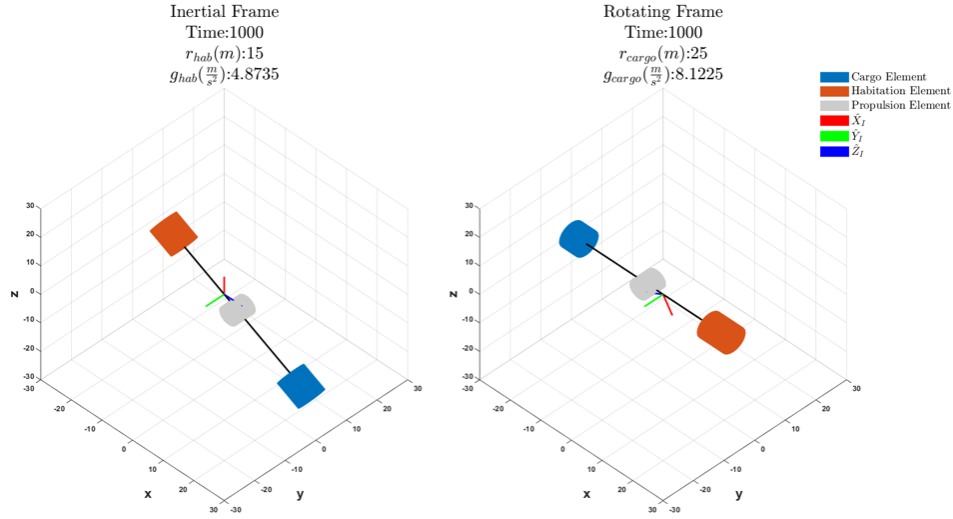 Inertial Frame
Time:1000
r_hab(m):15
g_hab(m/s²):4.8735
Rotating Frame
Time:1000
r_cargo(m):25
g_cargo(m/s²):8.1225
Cargo Element
Habitation Element
Propulsion Element
X̂_I
Ŷ_I
Ẑ_I
30
20
10
0
-10
-20
-30
z
-30
-20
-10
0
10
20
30
x
-30
-20
-10
0
10
20
30
y
30
20
10
0
-10
-20
-30
z
-30
-20
-10
0
10
20
30
x
-30
-20
-10
0
10
20
30
y